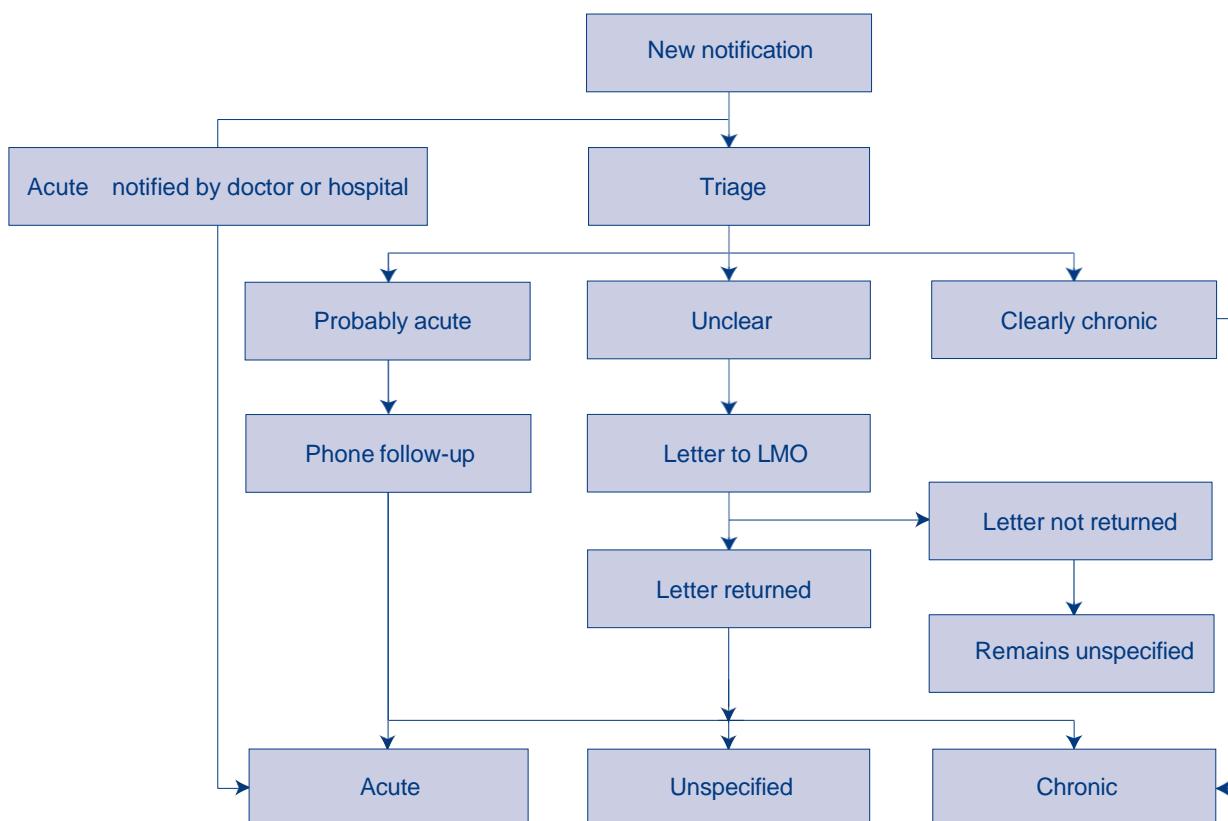 New notification
Acute notified by doctor or hospital
Triage
Probably acute
Unclear
Clearly chronic
Phone follow-up
Letter to LMO
Letter not returned
Letter returned
Remains unspecified
Acute
Unspecified
Chronic